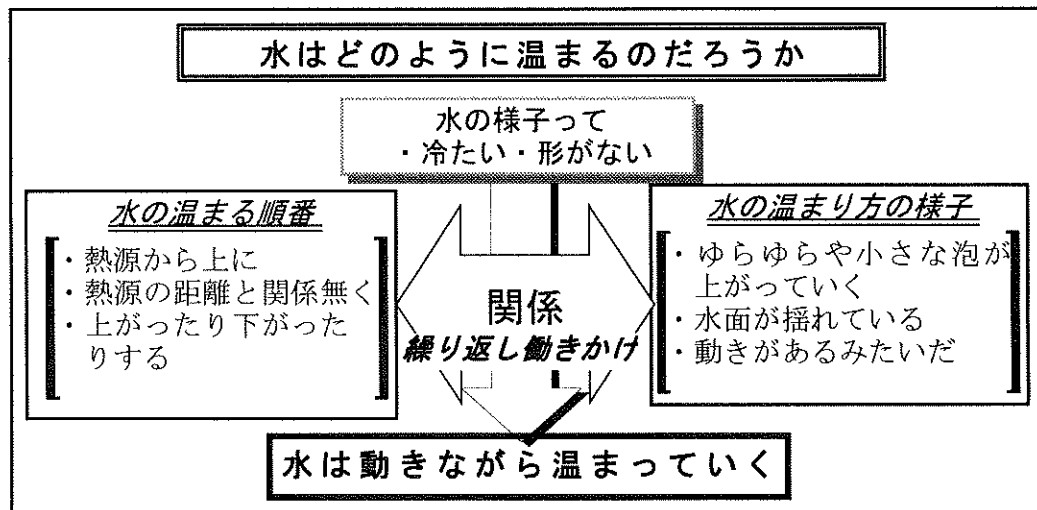 水はどのように温まるのだろうか
水の様子って
・冷たい・形がない
水の温まる順番
・熱源から上に
・熱源の距離と関係無く
・上がったり下がった
りする
関係
繰り返し働きかけ
水の温まり方の様子
・ゆらゆらや小さな泡が
上がっていく
・水面が揺れている
・動きがあるみたいだ
水は動きながら温まっていく